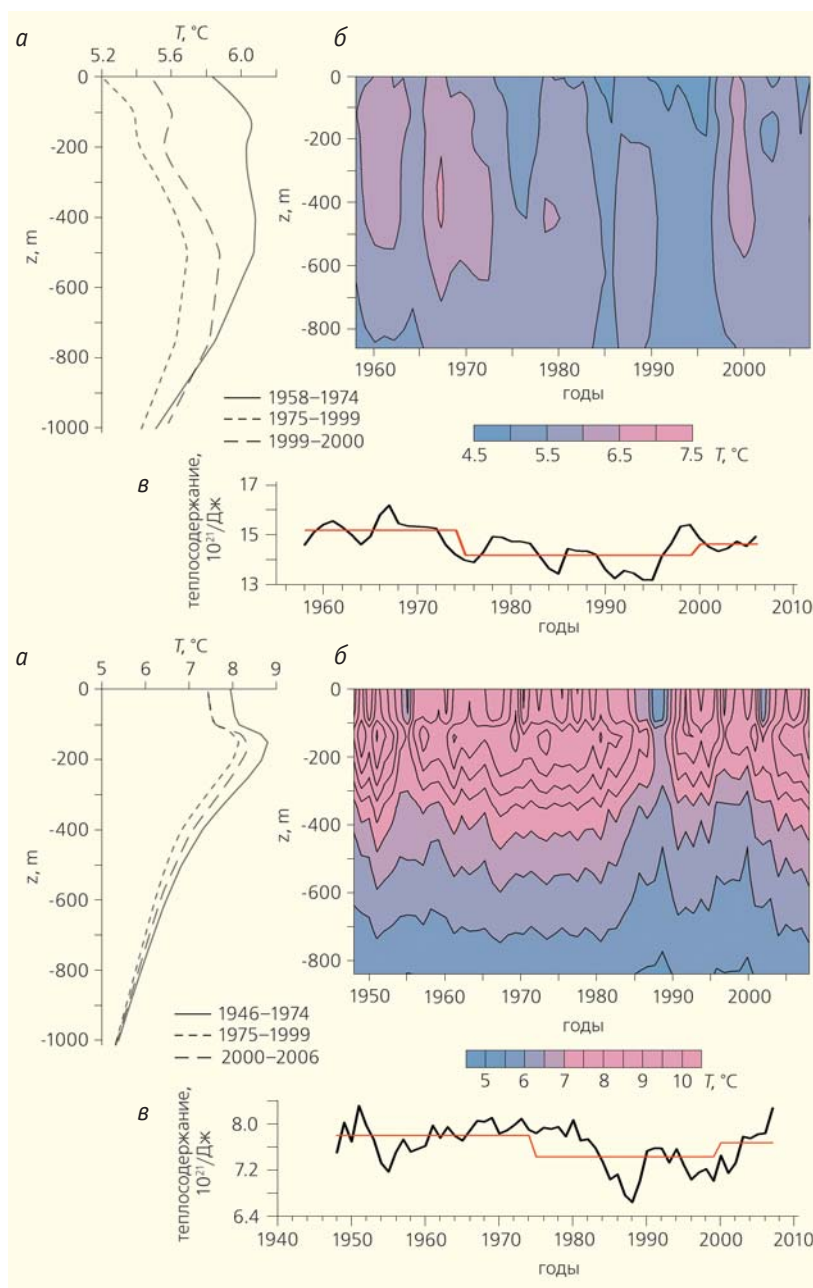 а
T, °C
5.2 5.6 6.0
0
-200
-400
-600
-800
-1000
z, m
1958–1974
1975–1999
1999–2000
б
0
-200
-400
-600
-800
z, m
1960 1970 1980 1990 2000
годы
4.5 5.5 6.5 7.5 T, °C
в
теплосодержание,
10²¹/Дж
17
15
13
1960 1970 1980 1990 2000 2010
годы
а
T, °C
5 6 7 8 9
0
-200
-400
-600
-800
-1000
z, m
1946–1974
1975–1999
2000–2006
б
0
-200
-400
-600
-800
z, m
1950 1960 1970 1980 1990 2000
годы
5 6 7 8 9 10 T, °C
в
теплосодержание,
10²¹/Дж
8.0
7.2
6.4
1940 1950 1960 1970 1980 1990 2000 2010
годы